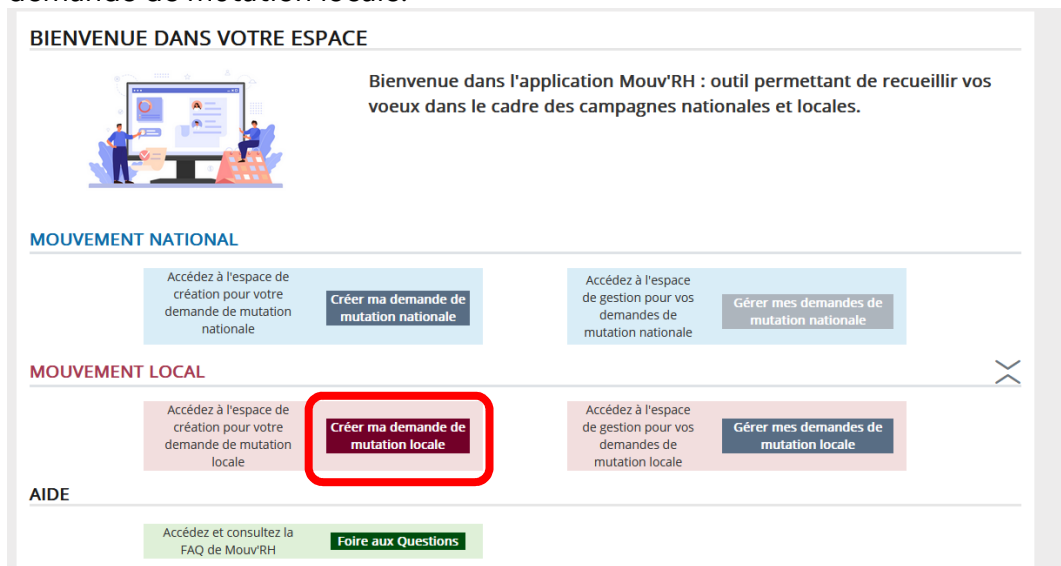 demande de mutation locale.
BIENVENUE DANS VOTRE ESPACE
Bienvenue dans l'application Mouv'RH : outil permettant de recueillir vos
voeux dans le cadre des campagnes nationales et locales.
MOUVEMENT NATIONAL
Accédez à l'espace de
création pour votre
demande de mutation
nationale
Créer ma demande de
mutation nationale
Accédez à l'espace
de gestion pour vos
demandes de
mutation nationale
Gérer mes demandes de
mutation nationale
MOUVEMENT LOCAL
Accédez à l'espace de
création pour votre
demande de mutation
locale
Créer ma demande de
mutation locale
Accédez à l'espace
de gestion pour vos
demandes de
mutation locale
Gérer mes demandes de
mutation locale
AIDE
Accédez et consultez la
FAQ de Mouv'RH
Foire aux Questions